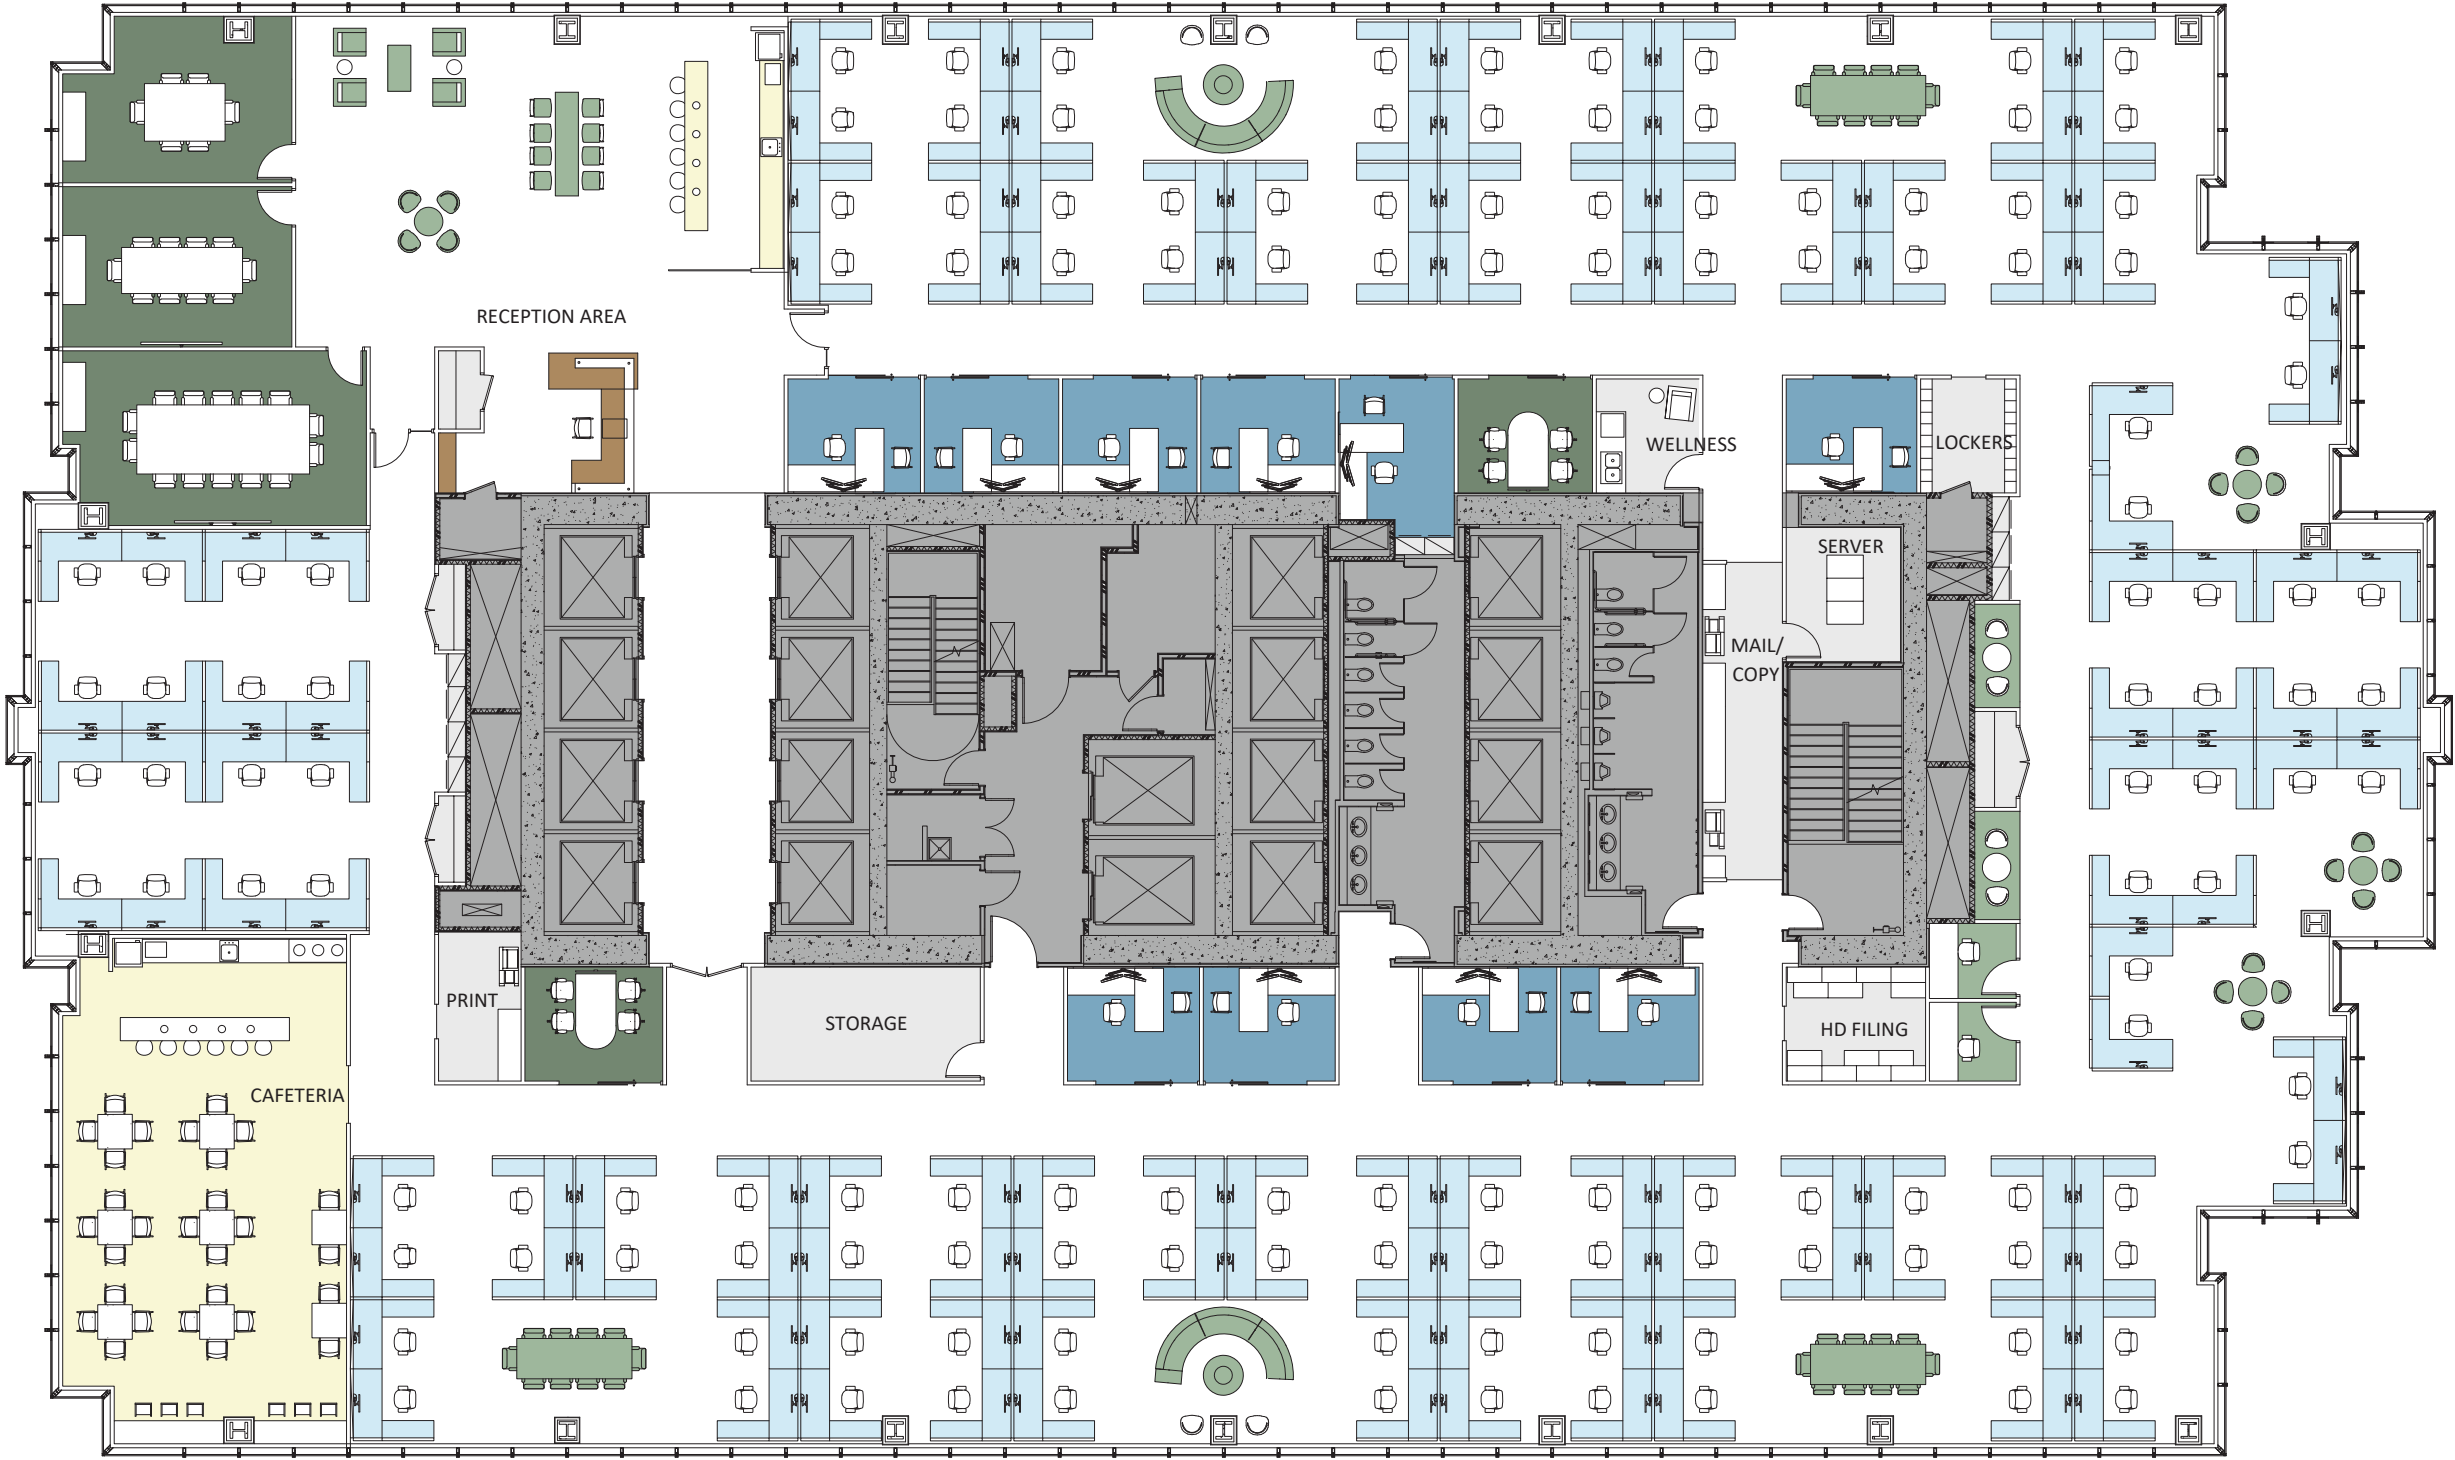 RECEPTION AREA
WELLNESS
LOCKERS
SERVER
MAIL/
COPY
PRINT
STORAGE
HD FILING
CAFETERIA